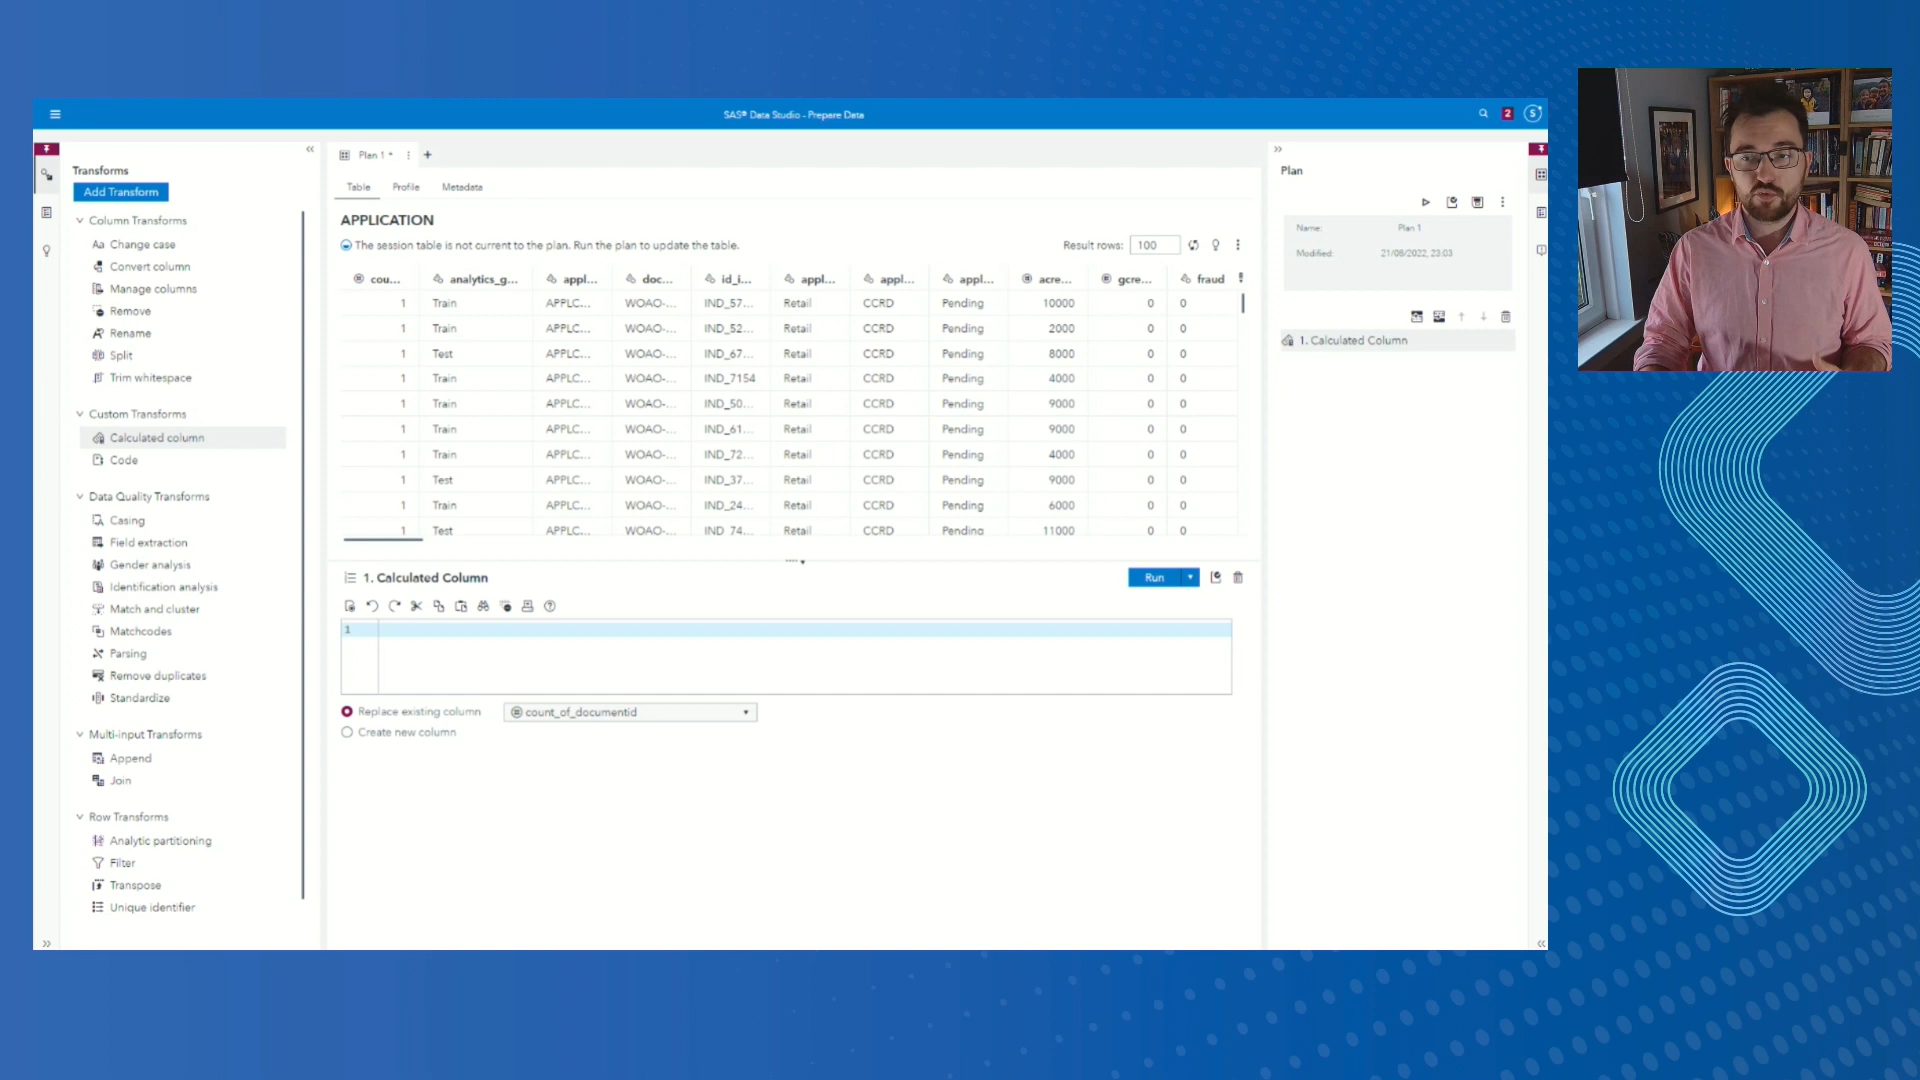 SAS® Data Studio - Prepare Data
2
S
Transforms
Add Transform
Column Transforms
Change case
Convert column
Manage columns
Remove
Rename
Split
Trim whitespace
Custom Transforms
Calculated column
Code
Data Quality Transforms
Casing
Field extraction
Gender analysis
Identification analysis
Match and cluster
Matchcodes
Parsing
Remove duplicates
Standardize
Multi-input Transforms
Append
Join
Row Transforms
Analytic partitioning
Filter
Transpose
Unique identifier
Plan 1 *
Table Profile Metadata
APPLICATION
The session table is not current to the plan. Run the plan to update the table.
Result rows: 100
cou... analytics_g... appl... doc... id_i... appl... appl... appl... acre... gcre... fraud
1 Train APPLC... WOAO-... IND_57... Retail CCRD Pending 10000 0 0
1 Train APPLC... WOAO-... IND_52... Retail CCRD Pending 2000 0 0
1 Test APPLC... WOAO-... IND_67... Retail CCRD Pending 8000 0 0
1 Train APPLC... WOAO-... IND_7154 Retail CCRD Pending 4000 0 0
1 Train APPLC... WOAO-... IND_50... Retail CCRD Pending 9000 0 0
1 Train APPLC... WOAO-... IND_61... Retail CCRD Pending 9000 0 0
1 Train APPLC... WOAO-... IND_72... Retail CCRD Pending 4000 0 0
1 Test APPLC... WOAO-... IND_37... Retail CCRD Pending 9000 0 0
1 Train APPLC... WOAO-... IND_24... Retail CCRD Pending 6000 0 0
1 Test APPLC... WOAO-... IND_74... Retail CCRD Pending 11000 0 0
1. Calculated Column
Run
1
Replace existing column count_of_documentid
Create new column
Plan
Name: Plan 1
Modified: 21/08/2022, 23:03
1. Calculated Column